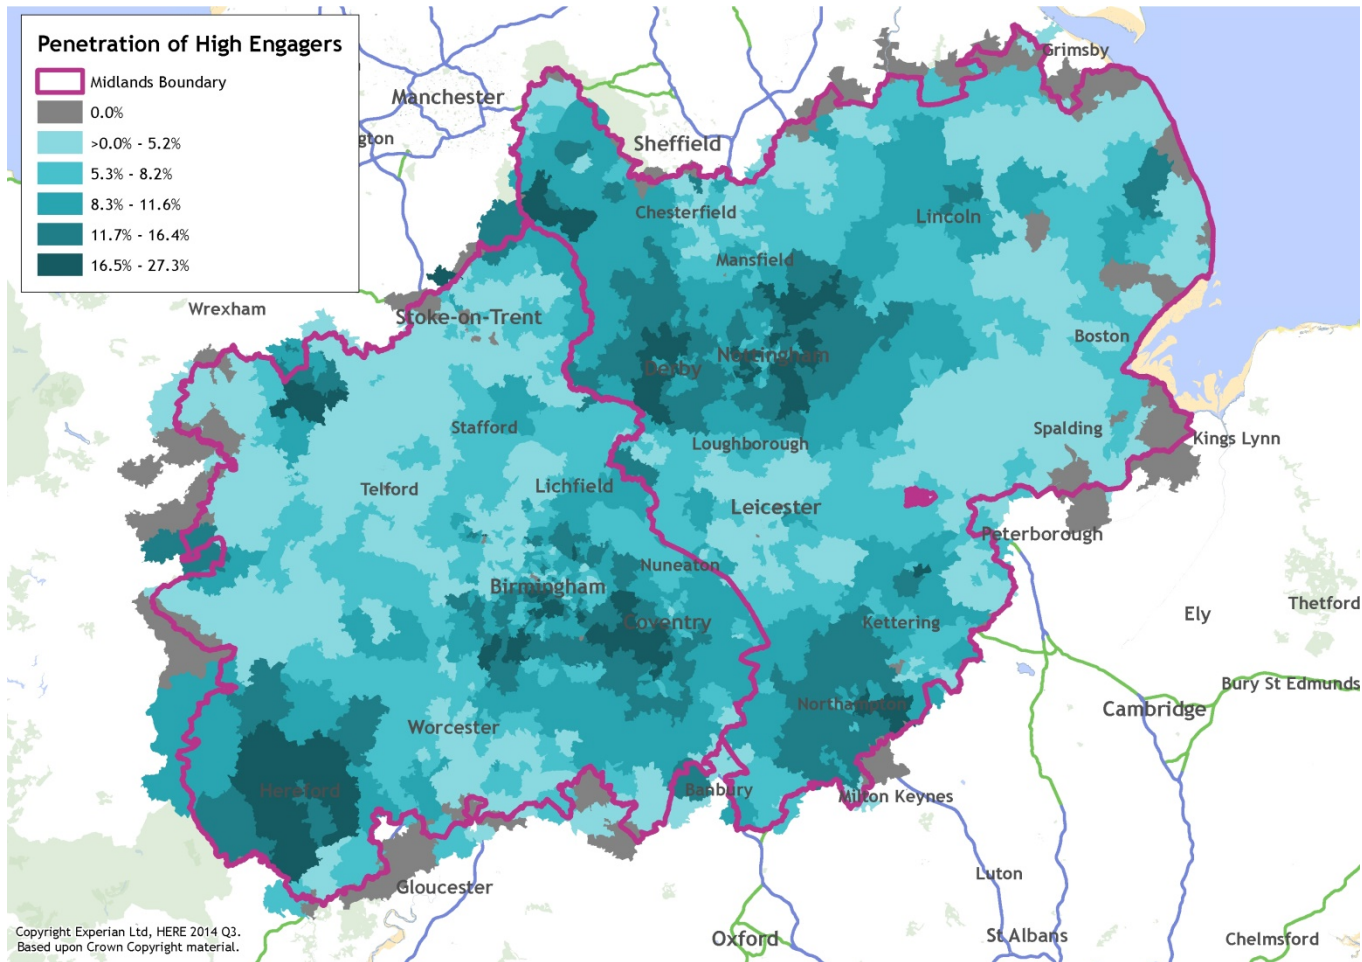 Penetration of High Engagers
Midlands Boundary
0.0%
>0.0% - 5.2%
5.3% - 8.2%
8.3% - 11.6%
11.7% - 16.4%
16.5% - 27.3%
Grimsby
Manchester
gton
Sheffield
Chesterfield
Lincoln
Mansfield
Wrexham
Stoke-on-Trent
Boston
Nottingham
Derby
Stafford
Spalding
Loughborough
Kings Lynn
Telford
Lichfield
Leicester
Peterborough
Nuneaton
Birmingham
Thetford
Ely
Coventry
Kettering
Bury St Edmunds
Northampton
Cambridge
Worcester
Hereford
Banbury
Milton Keynes
Luton
Gloucester
Oxford
St Albans
Chelmsford
Copyright Experian Ltd, HERE 2014 Q3.
Based upon Crown Copyright material.